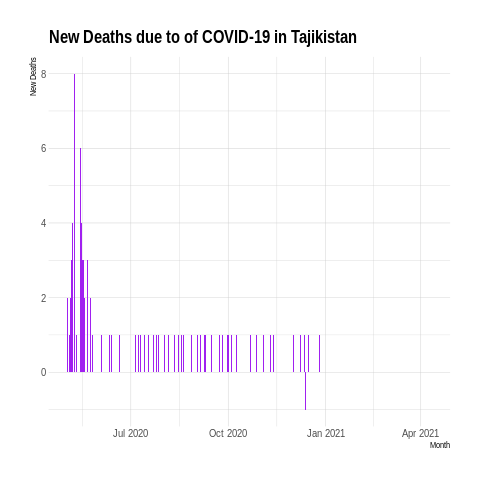 New Deaths due to of COVID-19 in Tajikistan
New Deaths
8
6
4
2
0
Jul 2020 Oct 2020 Jan 2021 Apr 2021
Month